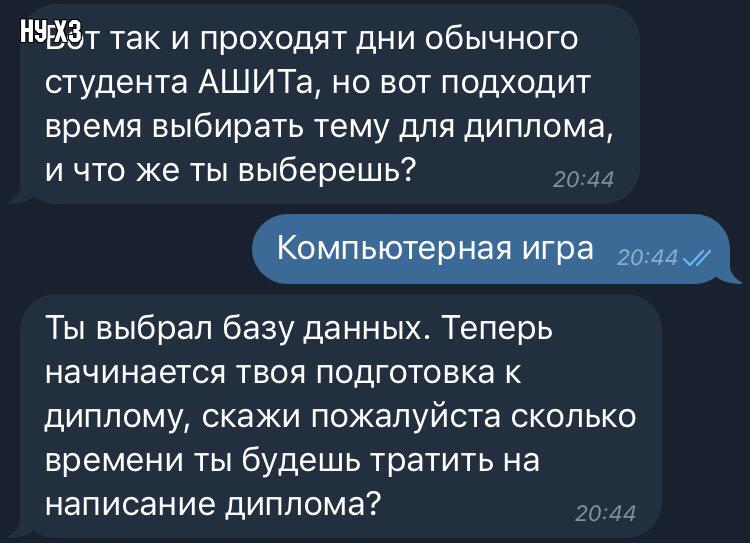 НУ ХЗ
Вот так и проходят дни обычного
студента АШИТа, но вот подходит
время выбирать тему для диплома,
и что же ты выберешь?
20:44
Компьютерная игра 20:44
Ты выбрал базу данных. Теперь
начинается твоя подготовка к
диплому, скажи пожалуйста сколько
времени ты будешь тратить на
написание диплома?
20:44